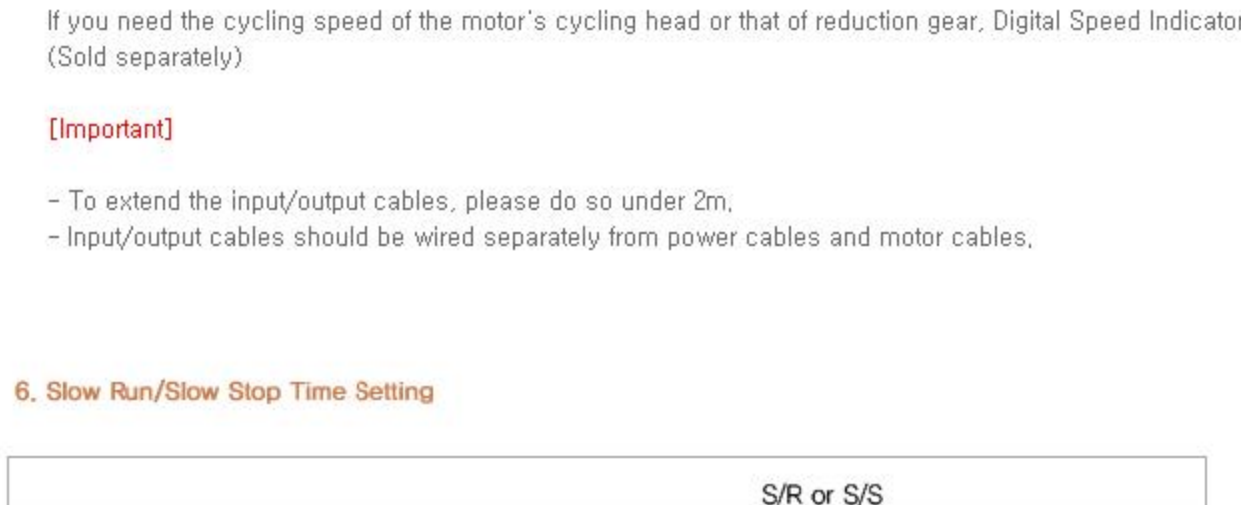 If you need the cycling speed of the motor's cycling head or that of reduction gear, Digital Speed Indicator
(Sold separately)
[Important]
- To extend the input/output cables, please do so under 2m,
- Input/output cables should be wired separately from power cables and motor cables,
6. Slow Run/Slow Stop Time Setting
S/R or S/S